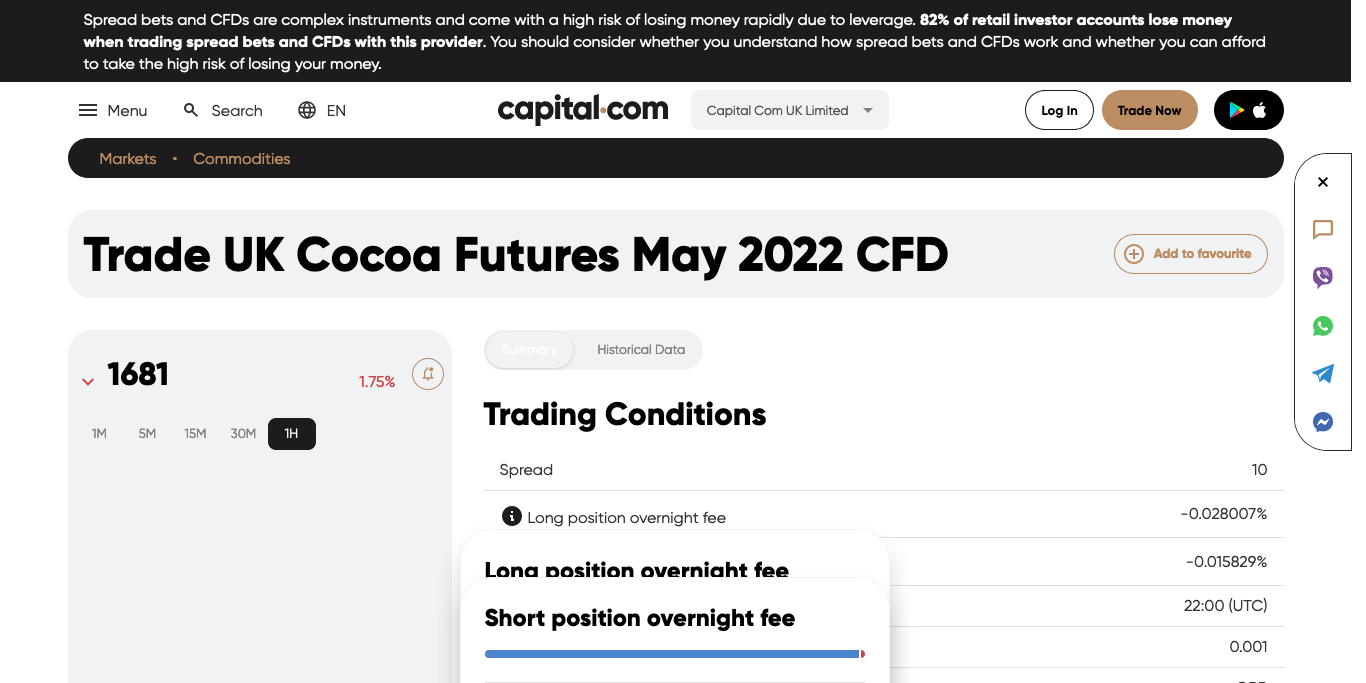 Spread bets and CFDs are complex instruments and come with a high risk of losing money rapidly due to leverage. 82% of retail investor accounts lose money
when trading spread bets and CFDs with this provider. You should consider whether you understand how spread bets and CFDs work and whether you can afford
to take the high risk of losing your money.
Menu Search EN capital.com Capital Com UK Limited Log In Trade Now
Markets • Commodities
Trade UK Cocoa Futures May 2022 CFD
Add to favourite
1681 1.75%
1M 5M 15M 30M 1H
Summary Historical Data
Trading Conditions
Spread 10
Long position overnight fee -0.028007%
Long position overnight fee
-0.015829%
Short position overnight fee
22:00 (UTC)
0.001